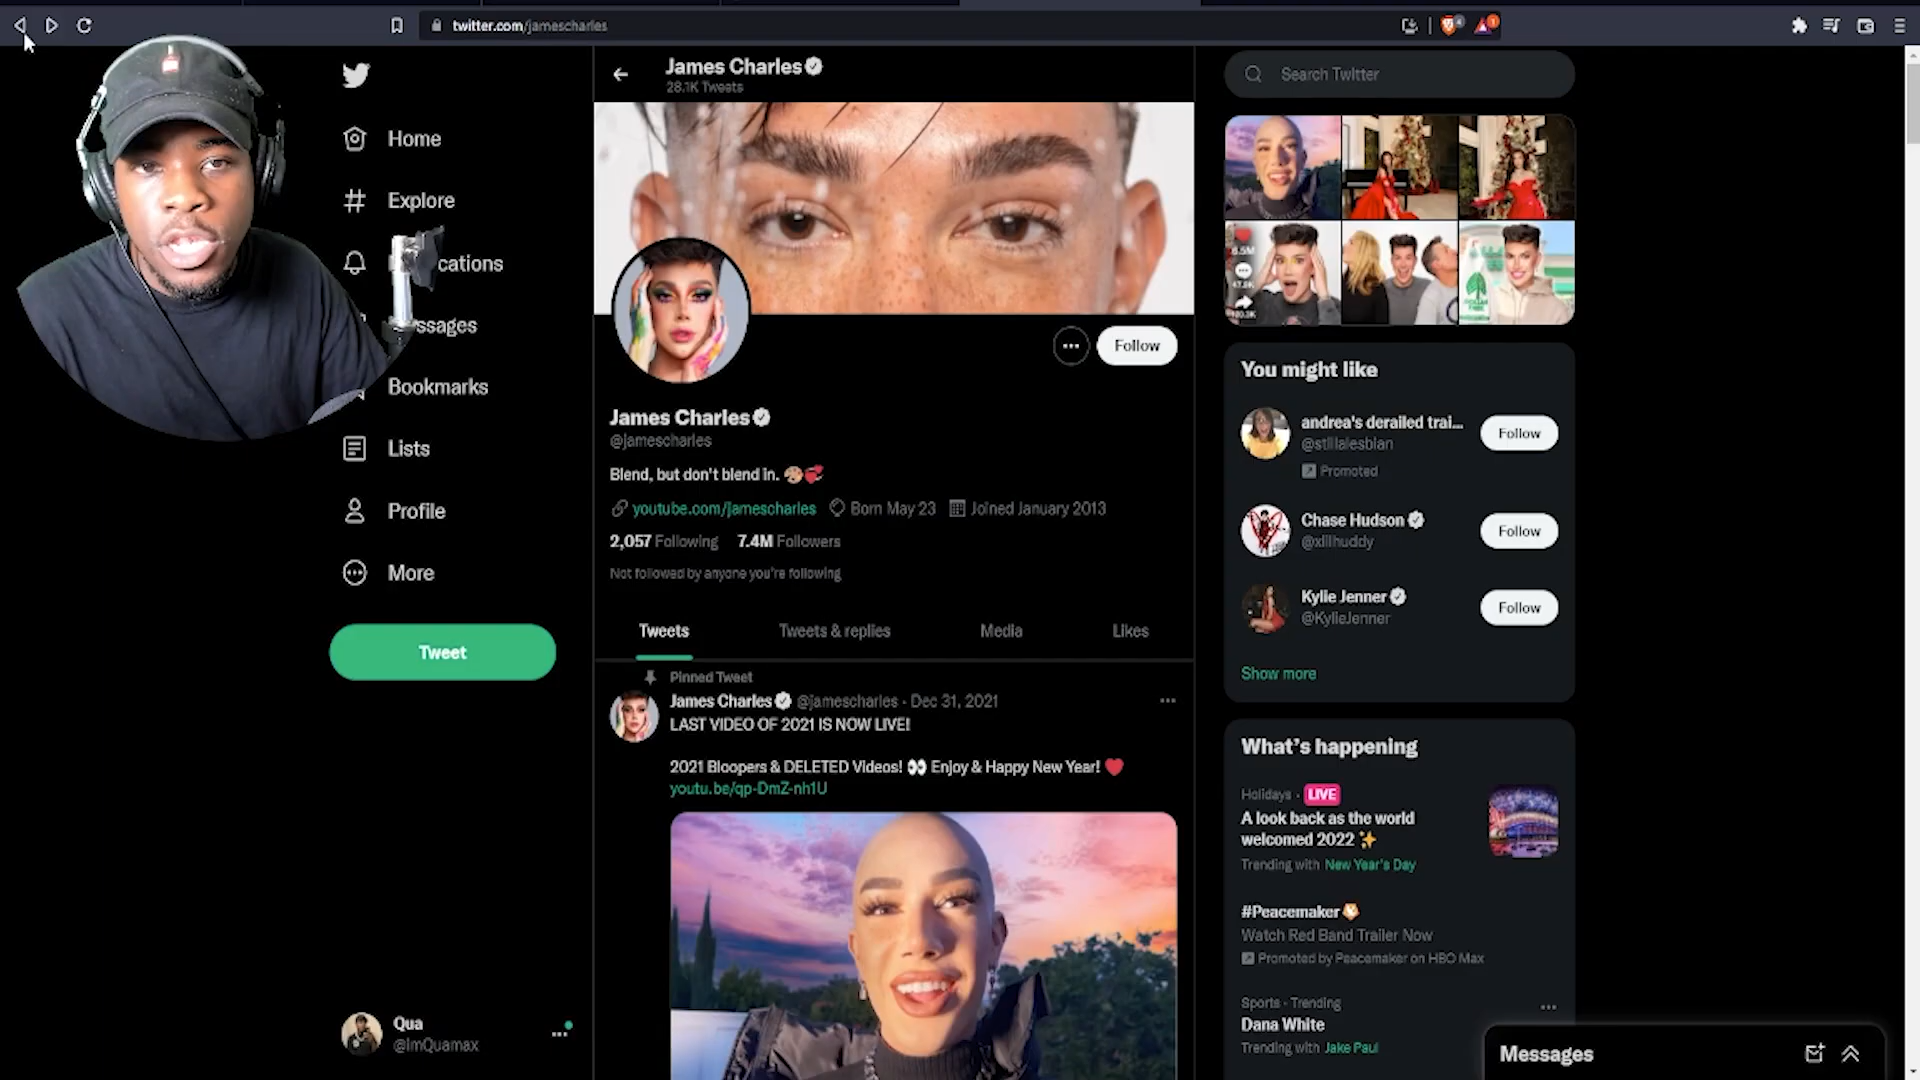 twitter.com/jamescharles
4
1
Home
Explore
cations
ssages
Bookmarks
Lists
Profile
More
Tweet
Qua
@ImQuamax
James Charles
28.1K Tweets
Follow
James Charles
@jamescharles
Blend, but don't blend in. 🎨💞
youtube.com/jamescharles Born May 23 Joined January 2013
2,057 Following 7.4M Followers
Not followed by anyone you're following
Tweets Tweets & replies Media Likes
Pinned Tweet
James Charles @jamescharles · Dec 31, 2021
LAST VIDEO OF 2021 IS NOW LIVE!
2021 Bloopers & DELETED Videos! 👀 Enjoy & Happy New Year! ❤️
youtu.be/qp-DmZ-nh1U
Search Twitter
You might like
andrea's derailed trai...
@stillalesbian
Promoted
Follow
Chase Hudson
@xlilhuddy
Follow
Kylie Jenner
@KylieJenner
Follow
Show more
What's happening
Holidays · LIVE
A look back as the world
welcomed 2022 ✨
Trending with New Year's Day
#Peacemaker
Watch Red Band Trailer Now
Promoted by Peacemaker on HBO Max
Sports · Trending
Dana White
Trending with Jake Paul
Messages